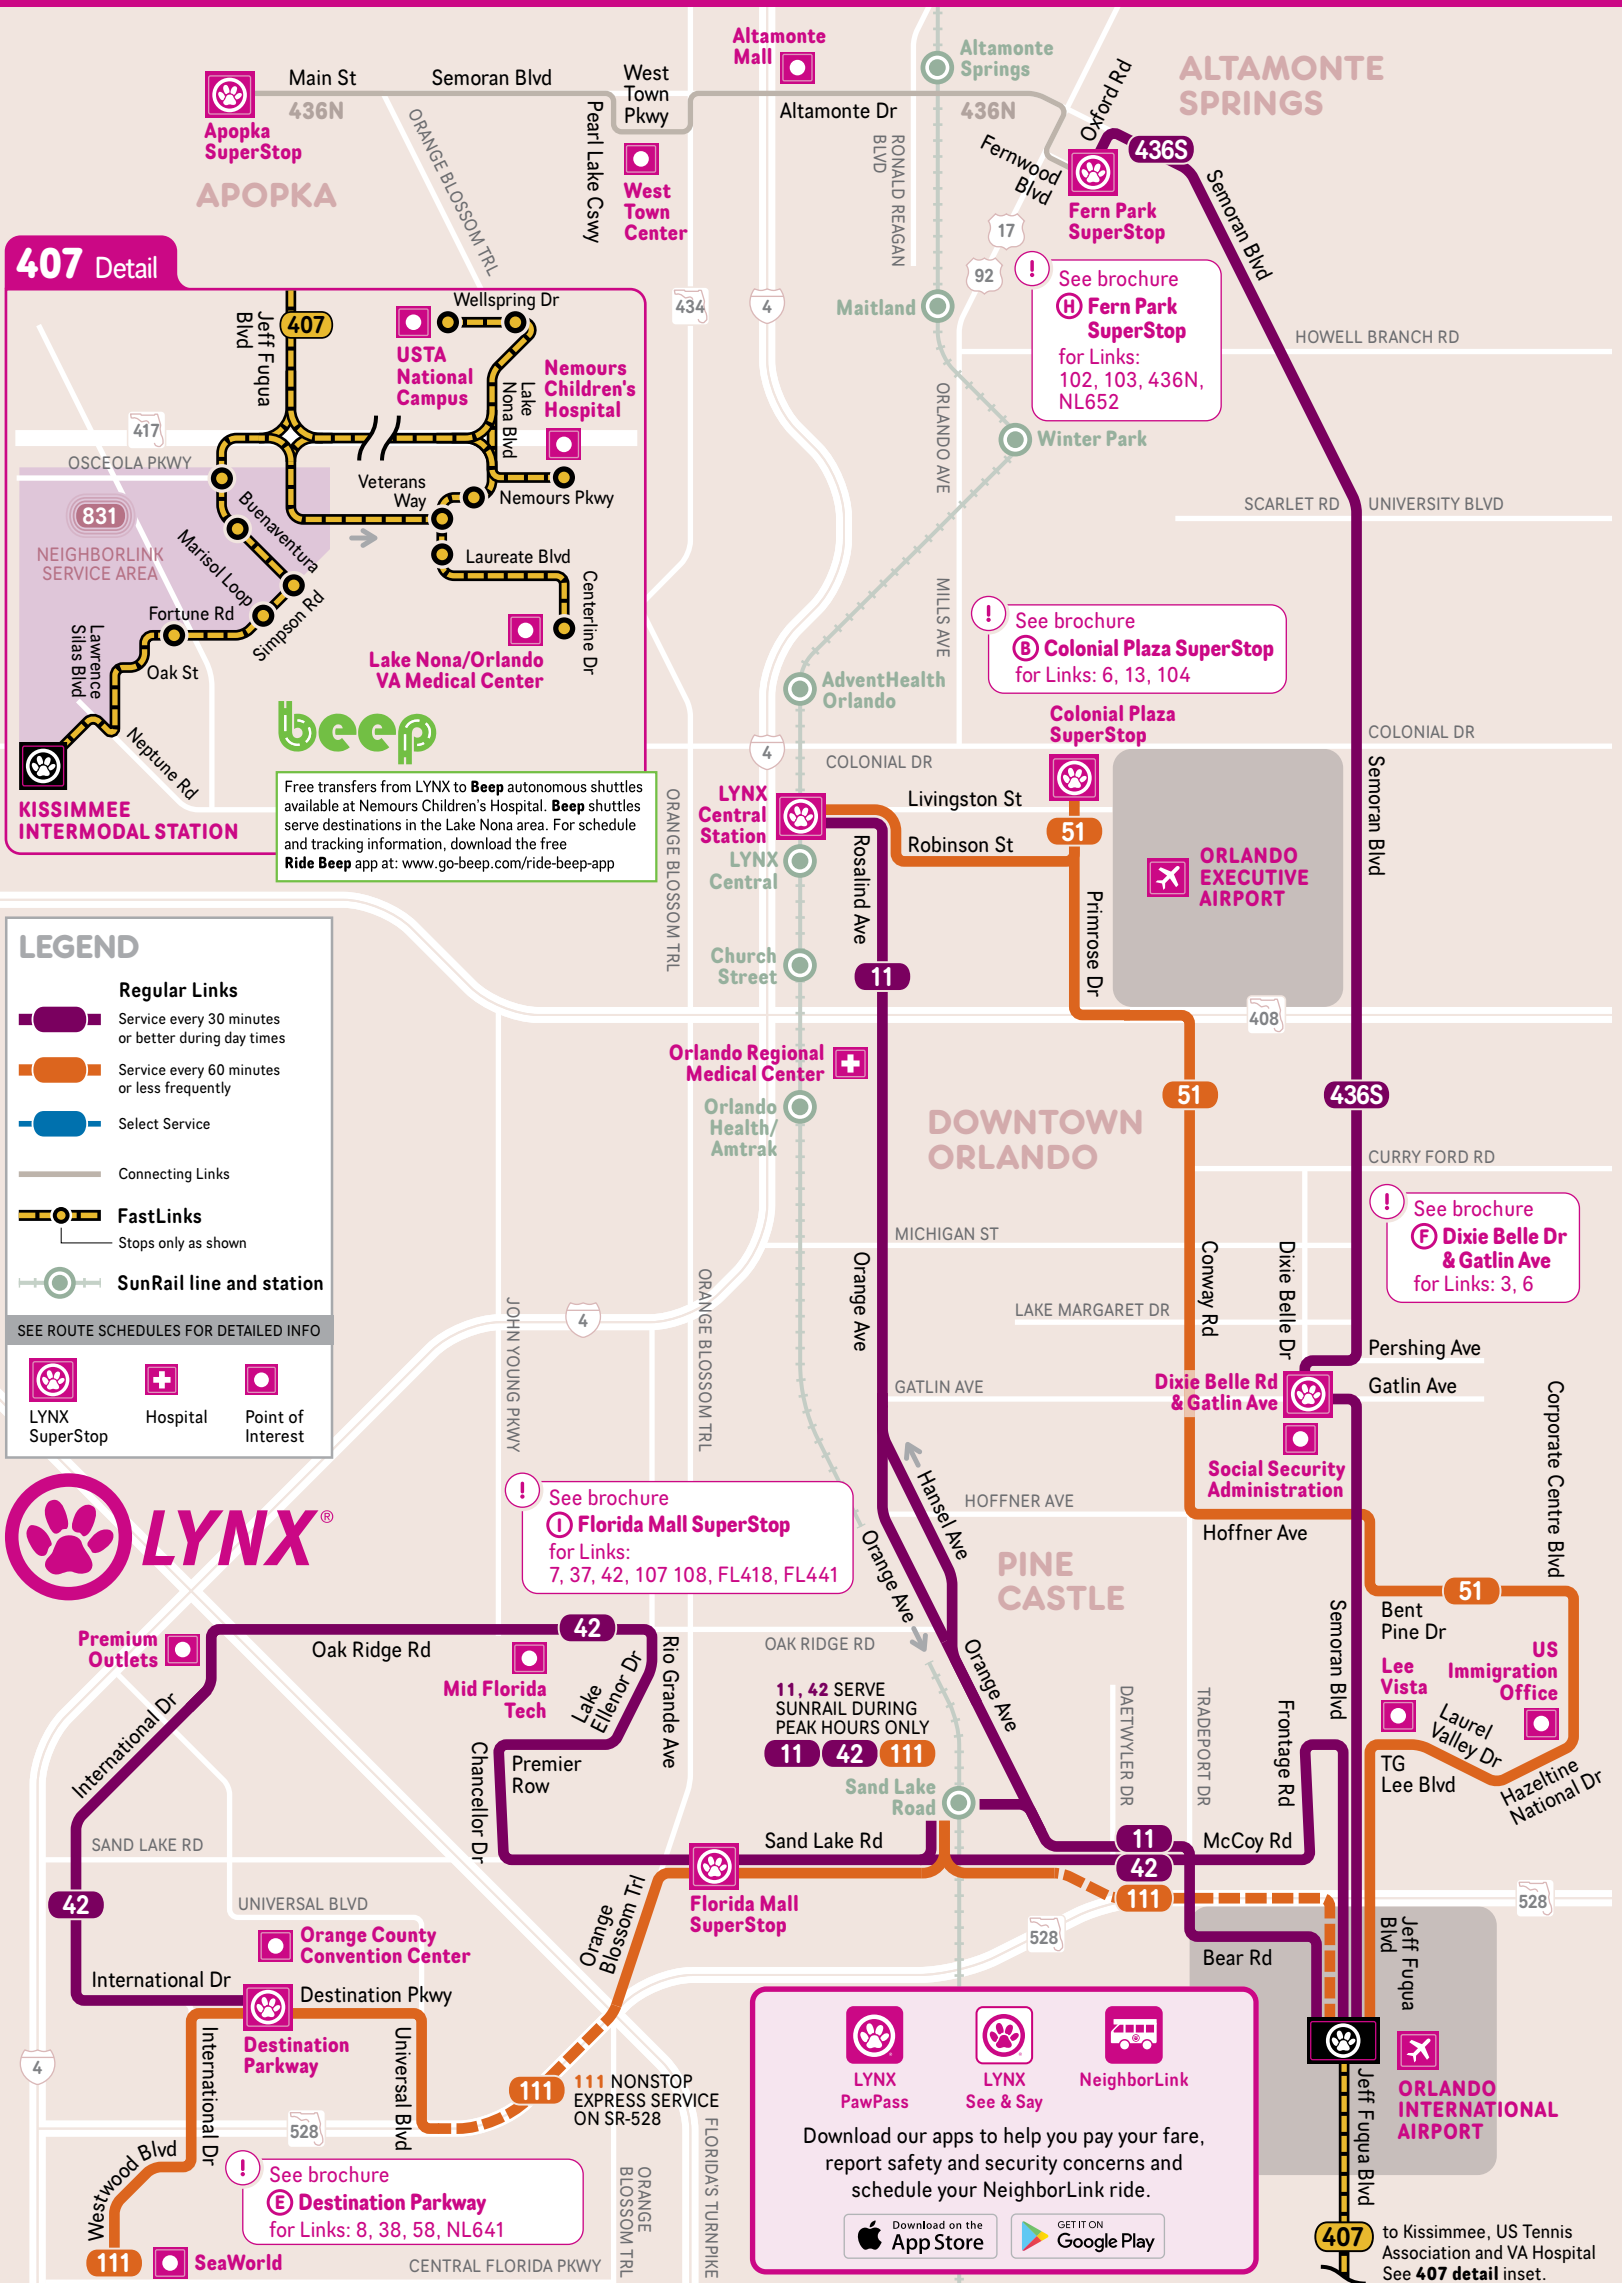 Altamonte
Mall
Altamonte
Springs
ALTAMONTE
SPRINGS
Main St
Semoran Blvd
West
Town
Pkwy
436N
Altamonte Dr
436N
Oxford Rd
Apopka
SuperStop
APOPKA
ORANGE BLOSSOM TRL
Pearl Lake Cswy
West
Town
Center
RONALD REAGAN
BLVD
Fernwood
Blvd
436S
Fern Park
SuperStop
Semoran Blvd
17
92
434
4
Maitland
See brochure
H Fern Park
SuperStop
for Links:
102, 103, 436N,
NL652
HOWELL BRANCH RD
ORLANDO AVE
Winter Park
SCARLET RD
UNIVERSITY BLVD
407 Detail
Jeff Fuqua
Blvd
407
Wellspring Dr
USTA
National
Campus
Lake
Nona Blvd
Nemours
Children's
Hospital
417
OSCEOLA PKWY
831
NEIGHBORLINK
SERVICE AREA
Buenaventura
Marisol Loop
Veterans
Way
Nemours Pkwy
Laureate Blvd
Centerline Dr
Fortune Rd
Simpson Rd
Lawrence
Silas Blvd
Oak St
Neptune Rd
Lake Nona/Orlando
VA Medical Center
KISSIMMEE
INTERMODAL STATION
beep
Free transfers from LYNX to Beep autonomous shuttles
available at Nemours Children's Hospital. Beep shuttles
serve destinations in the Lake Nona area. For schedule
and tracking information, download the free
Ride Beep app at: www.go-beep.com/ride-beep-app
MILLS AVE
See brochure
B Colonial Plaza SuperStop
for Links: 6, 13, 104
AdventHealth
Orlando
Colonial Plaza
SuperStop
4
COLONIAL DR
COLONIAL DR
LYNX
Central
Station
Livingston St
Robinson St
51
Semoran Blvd
LYNX
Central
ORANGE BLOSSOM TRL
Rosalind Ave
Primrose Dr
ORLANDO
EXECUTIVE
AIRPORT
Church
Street
11
408
LEGEND
Regular Links
Service every 30 minutes
or better during day times
Service every 60 minutes
or less frequently
Select Service
Connecting Links
FastLinks
Stops only as shown
SunRail line and station
SEE ROUTE SCHEDULES FOR DETAILED INFO
LYNX
SuperStop
Hospital
Point of
Interest
Orlando Regional
Medical Center
Orlando
Health/
Amtrak
DOWNTOWN
ORLANDO
51
436S
CURRY FORD RD
See brochure
F Dixie Belle Dr
& Gatlin Ave
for Links: 3, 6
MICHIGAN ST
Orange Ave
Conway Rd
Dixie Belle Dr
LAKE MARGARET DR
4
JOHN YOUNG PKWY
ORANGE BLOSSOM TRL
Pershing Ave
GATLIN AVE
Dixie Belle Rd
& Gatlin Ave
Gatlin Ave
Corporate Centre Blvd
Social Security
Administration
LYNX®
See brochure
I Florida Mall SuperStop
for Links:
7, 37, 42, 107 108, FL418, FL441
Hansel Ave
Orange Ave
HOFFNER AVE
Hoffner Ave
PINE
CASTLE
51
Bent
Pine Dr
Premium
Outlets
42
Oak Ridge Rd
Mid Florida
Tech
Lake
Ellenor Dr
Rio Grande Ave
OAK RIDGE RD
Orange Ave
Semoran Blvd
Lee
Vista
US
Immigration
Office
Laurel
Valley Dr
International Dr
11, 42 SERVE
SUNRAIL DURING
PEAK HOURS ONLY
11 42 111
DAETWYLER DR
TRADEPORT DR
Frontage Rd
TG
Lee Blvd
Hazeltine
National Dr
Chancellor Dr
Premier
Row
Sand Lake
Road
SAND LAKE RD
Sand Lake Rd
11
42
111
McCoy Rd
42
UNIVERSAL BLVD
Orange
Blossom Trl
Florida Mall
SuperStop
528
528
Orange County
Convention Center
Bear Rd
Jeff Fuqua
Blvd
International Dr
Destination Pkwy
Destination
Parkway
International Dr
Universal Blvd
4
528
111
111 NONSTOP
EXPRESS SERVICE
ON SR-528
Westwood Blvd
111
SeaWorld
See brochure
E Destination Parkway
for Links: 8, 38, 58, NL641
CENTRAL FLORIDA PKWY
ORANGE
BLOSSOM TRL
FLORIDA'S TURNPIKE
LYNX
PawPass
LYNX
See & Say
NeighborLink
Download our apps to help you pay your fare,
report safety and security concerns and
schedule your NeighborLink ride.
Download on the
App Store
GET IT ON
Google Play
ORLANDO
INTERNATIONAL
AIRPORT
Jeff Fuqua Blvd
407
to Kissimmee, US Tennis
Association and VA Hospital
See 407 detail inset.